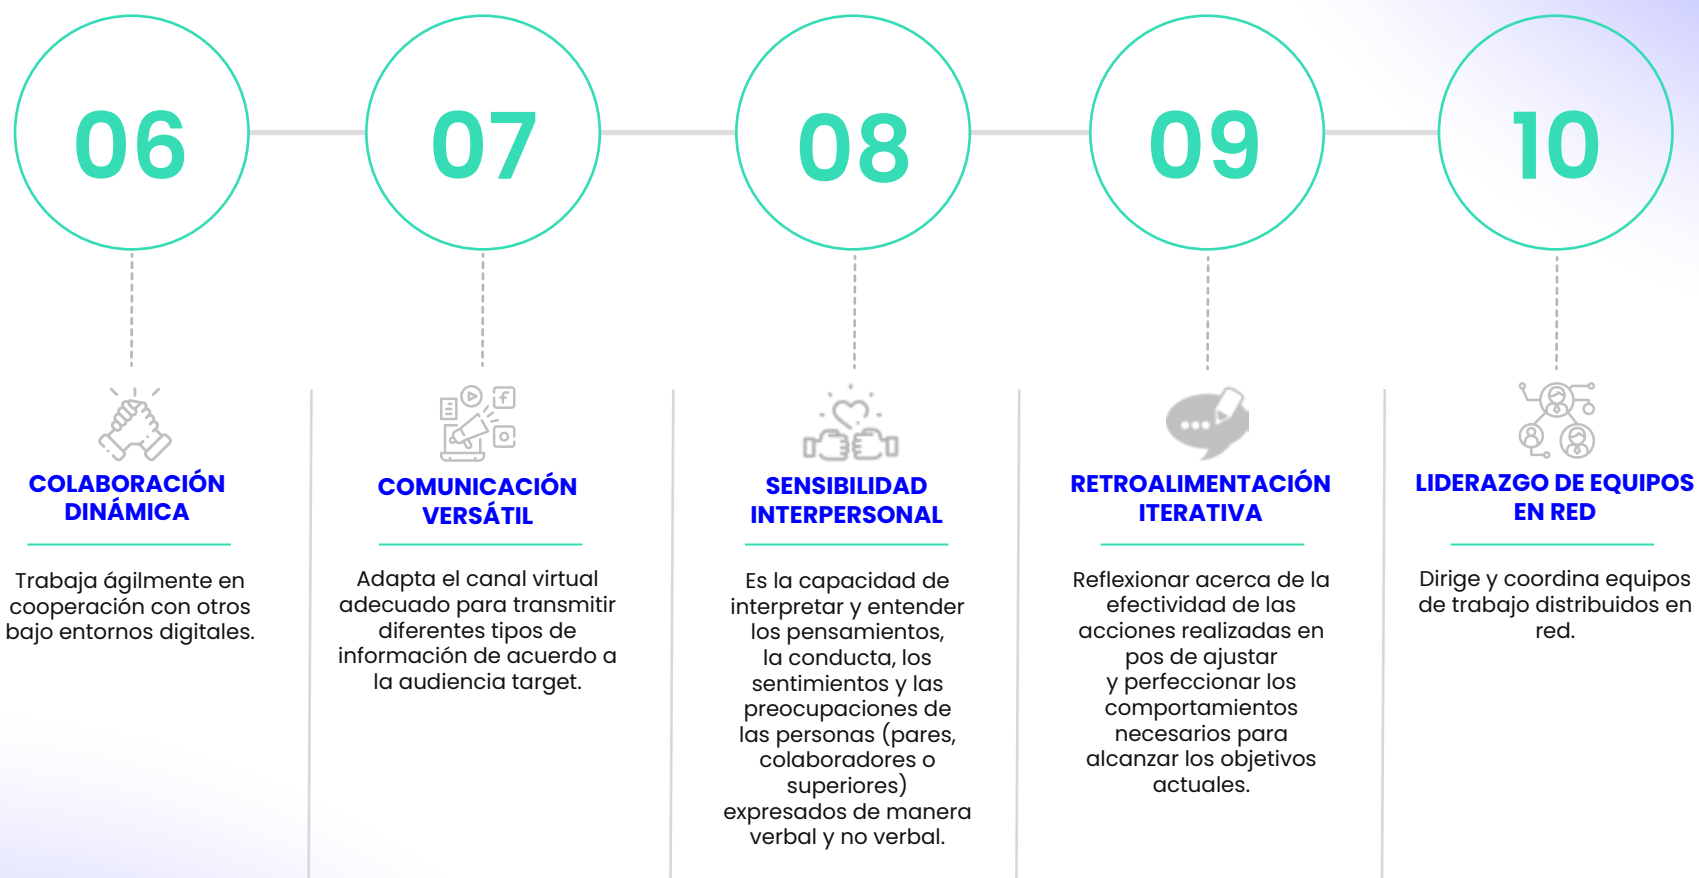 06
07
08
09
10
COLABORACIÓN
DINÁMICA
Trabaja ágilmente en
cooperación con otros
bajo entornos digitales.
COMUNICACIÓN
VERSÁTIL
Adapta el canal virtual
adecuado para transmitir
diferentes tipos de
información de acuerdo a
la audiencia target.
SENSIBILIDAD
INTERPERSONAL
Es la capacidad de
interpretar y entender
los pensamientos,
la conducta, los
sentimientos y las
preocupaciones de
las personas (pares,
colaboradores o
superiores)
expresados de manera
verbal y no verbal.
RETROALIMENTACIÓN
ITERATIVA
Reflexionar acerca de la
efectividad de las
acciones realizadas en
pos de ajustar
y perfeccionar los
comportamientos
necesarios para
alcanzar los objetivos
actuales.
LIDERAZGO DE EQUIPOS
EN RED
Dirige y coordina equipos
de trabajo distribuidos en
red.